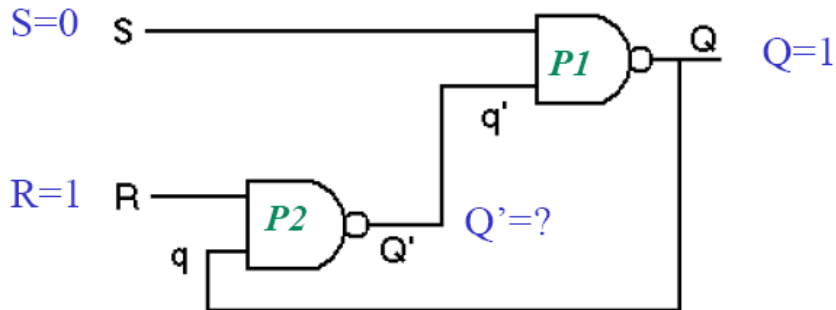 S=0 S P1 Q Q=1
q'
R=1 R P2 Q' Q’=?
q